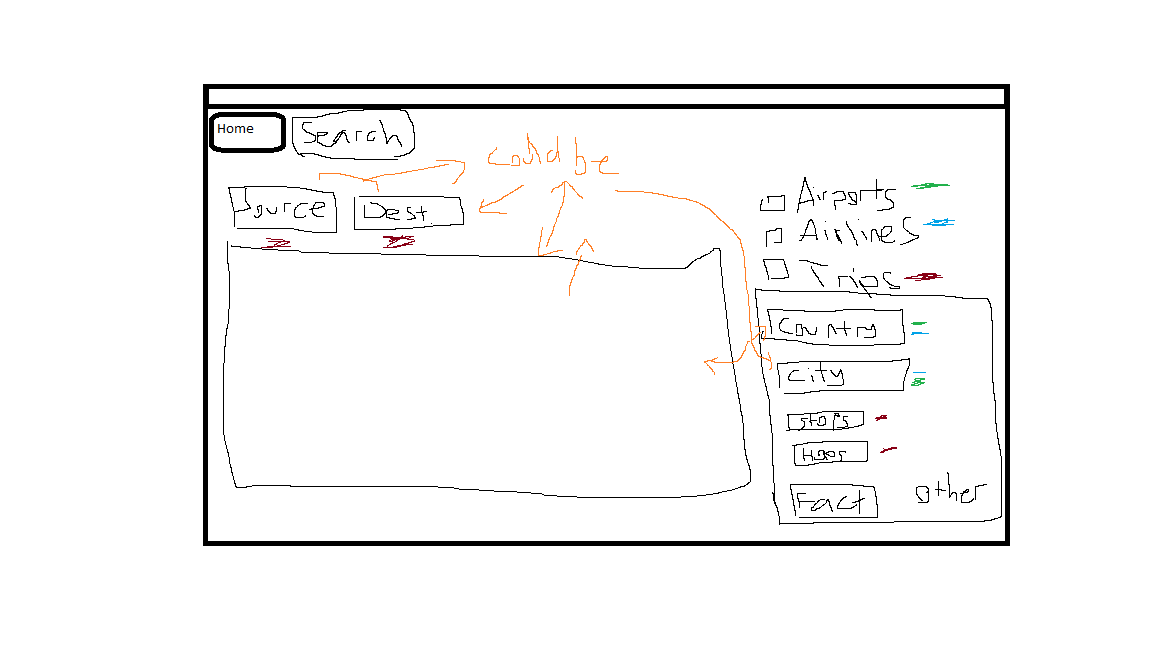 Home
Search
could be
Source
Dest.
Airports
Airlines
Trips
Country
City
stops
Hops
Fact
other